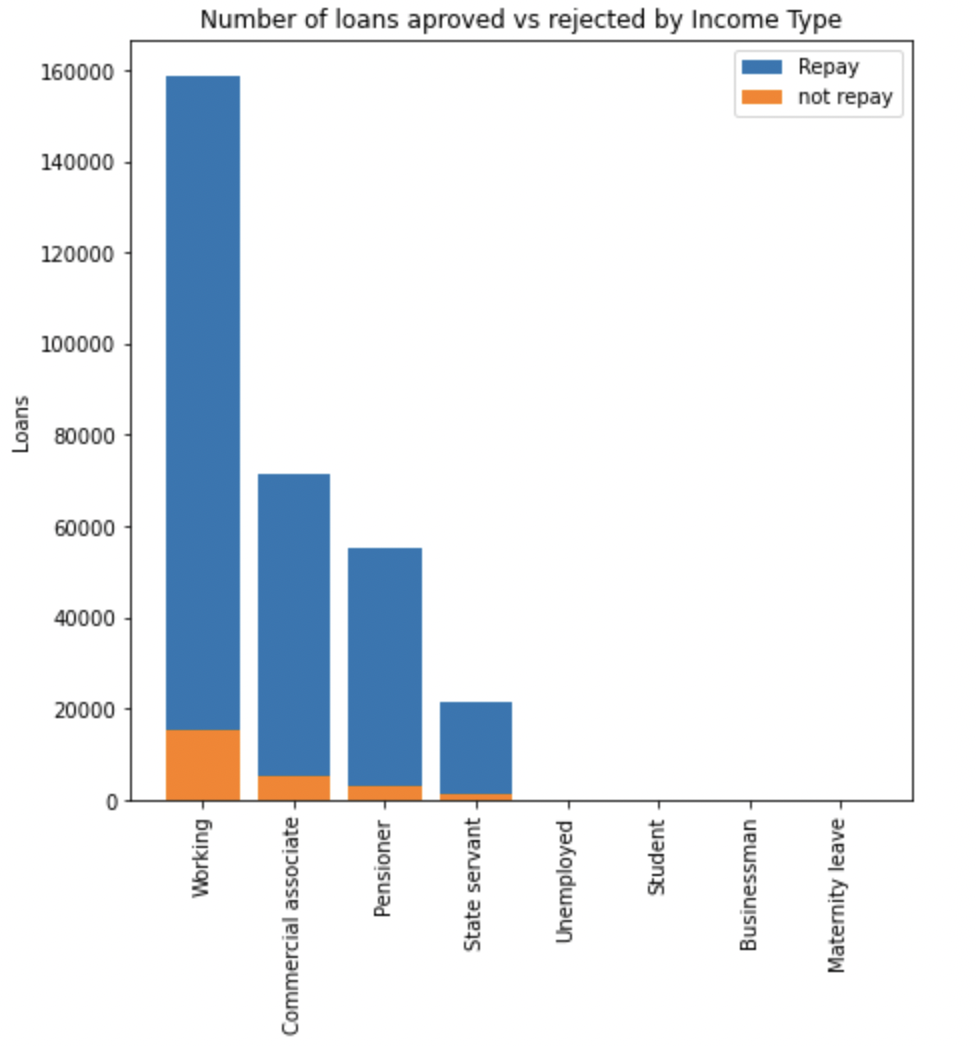 Number of loans aproved vs rejected by Income Type
Repay
not repay
160000
140000
120000
100000
80000
60000
40000
20000
0
Loans
Working
Commercial associate
Pensioner
State servant
Unemployed
Student
Businessman
Maternity leave